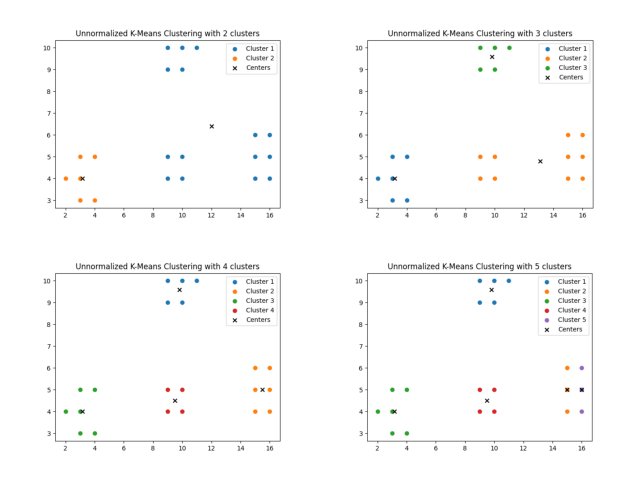 Unnormalized K-Means Clustering with 2 clusters
10
9
8
7
6
5
4
3
2 4 6 8 10 12 14 16
Cluster 1
Cluster 2
Centers
Unnormalized K-Means Clustering with 3 clusters
10
9
8
7
6
5
4
3
2 4 6 8 10 12 14 16
Cluster 1
Cluster 2
Cluster 3
Centers
Unnormalized K-Means Clustering with 4 clusters
10
9
8
7
6
5
4
3
2 4 6 8 10 12 14 16
Cluster 1
Cluster 2
Cluster 3
Cluster 4
Centers
Unnormalized K-Means Clustering with 5 clusters
10
9
8
7
6
5
4
3
2 4 6 8 10 12 14 16
Cluster 1
Cluster 2
Cluster 3
Cluster 4
Cluster 5
Centers